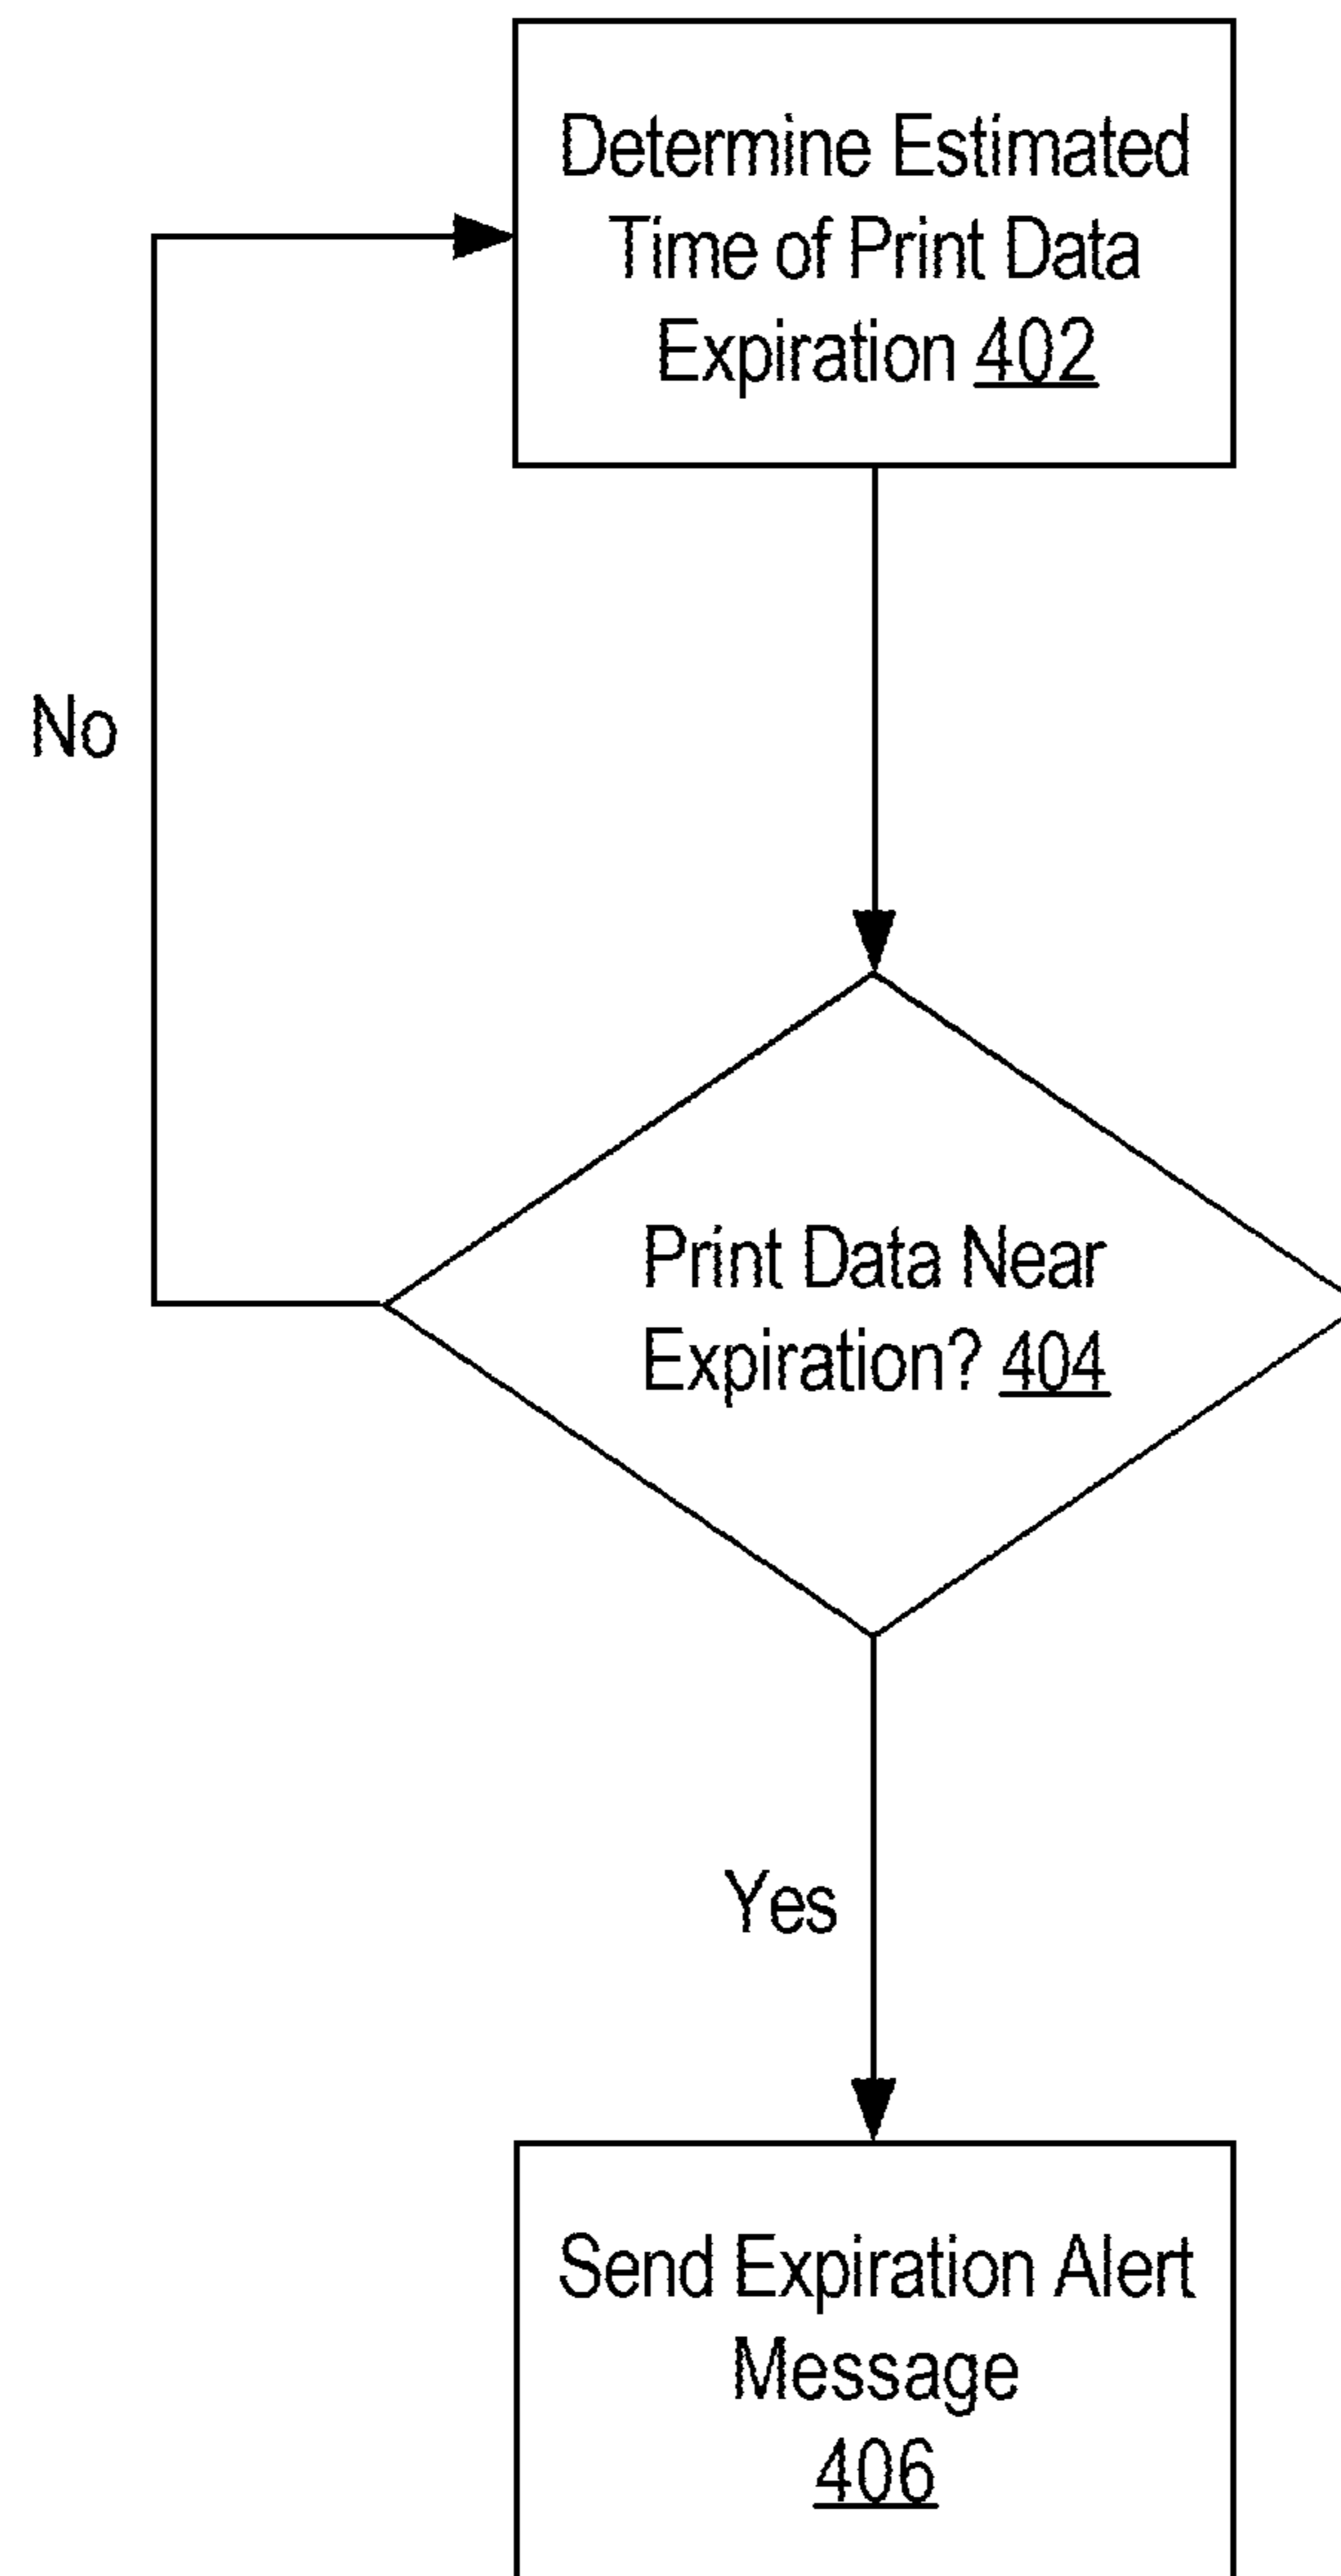 Determine Estimated
Time of Print Data
Expiration 402
No
Print Data Near
Expiration? 404
Yes
Send Expiration Alert
Message
406